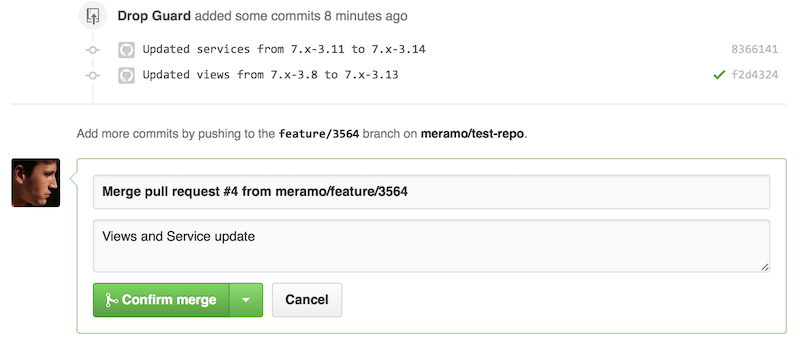 Drop Guard added some commits 8 minutes ago
Updated services from 7.x-3.11 to 7.x-3.14 8366141
Updated views from 7.x-3.8 to 7.x-3.13 f2d4324
Add more commits by pushing to the feature/3564 branch on meramo/test-repo.
Merge pull request #4 from meramo/feature/3564
Views and Service update
Confirm merge Cancel